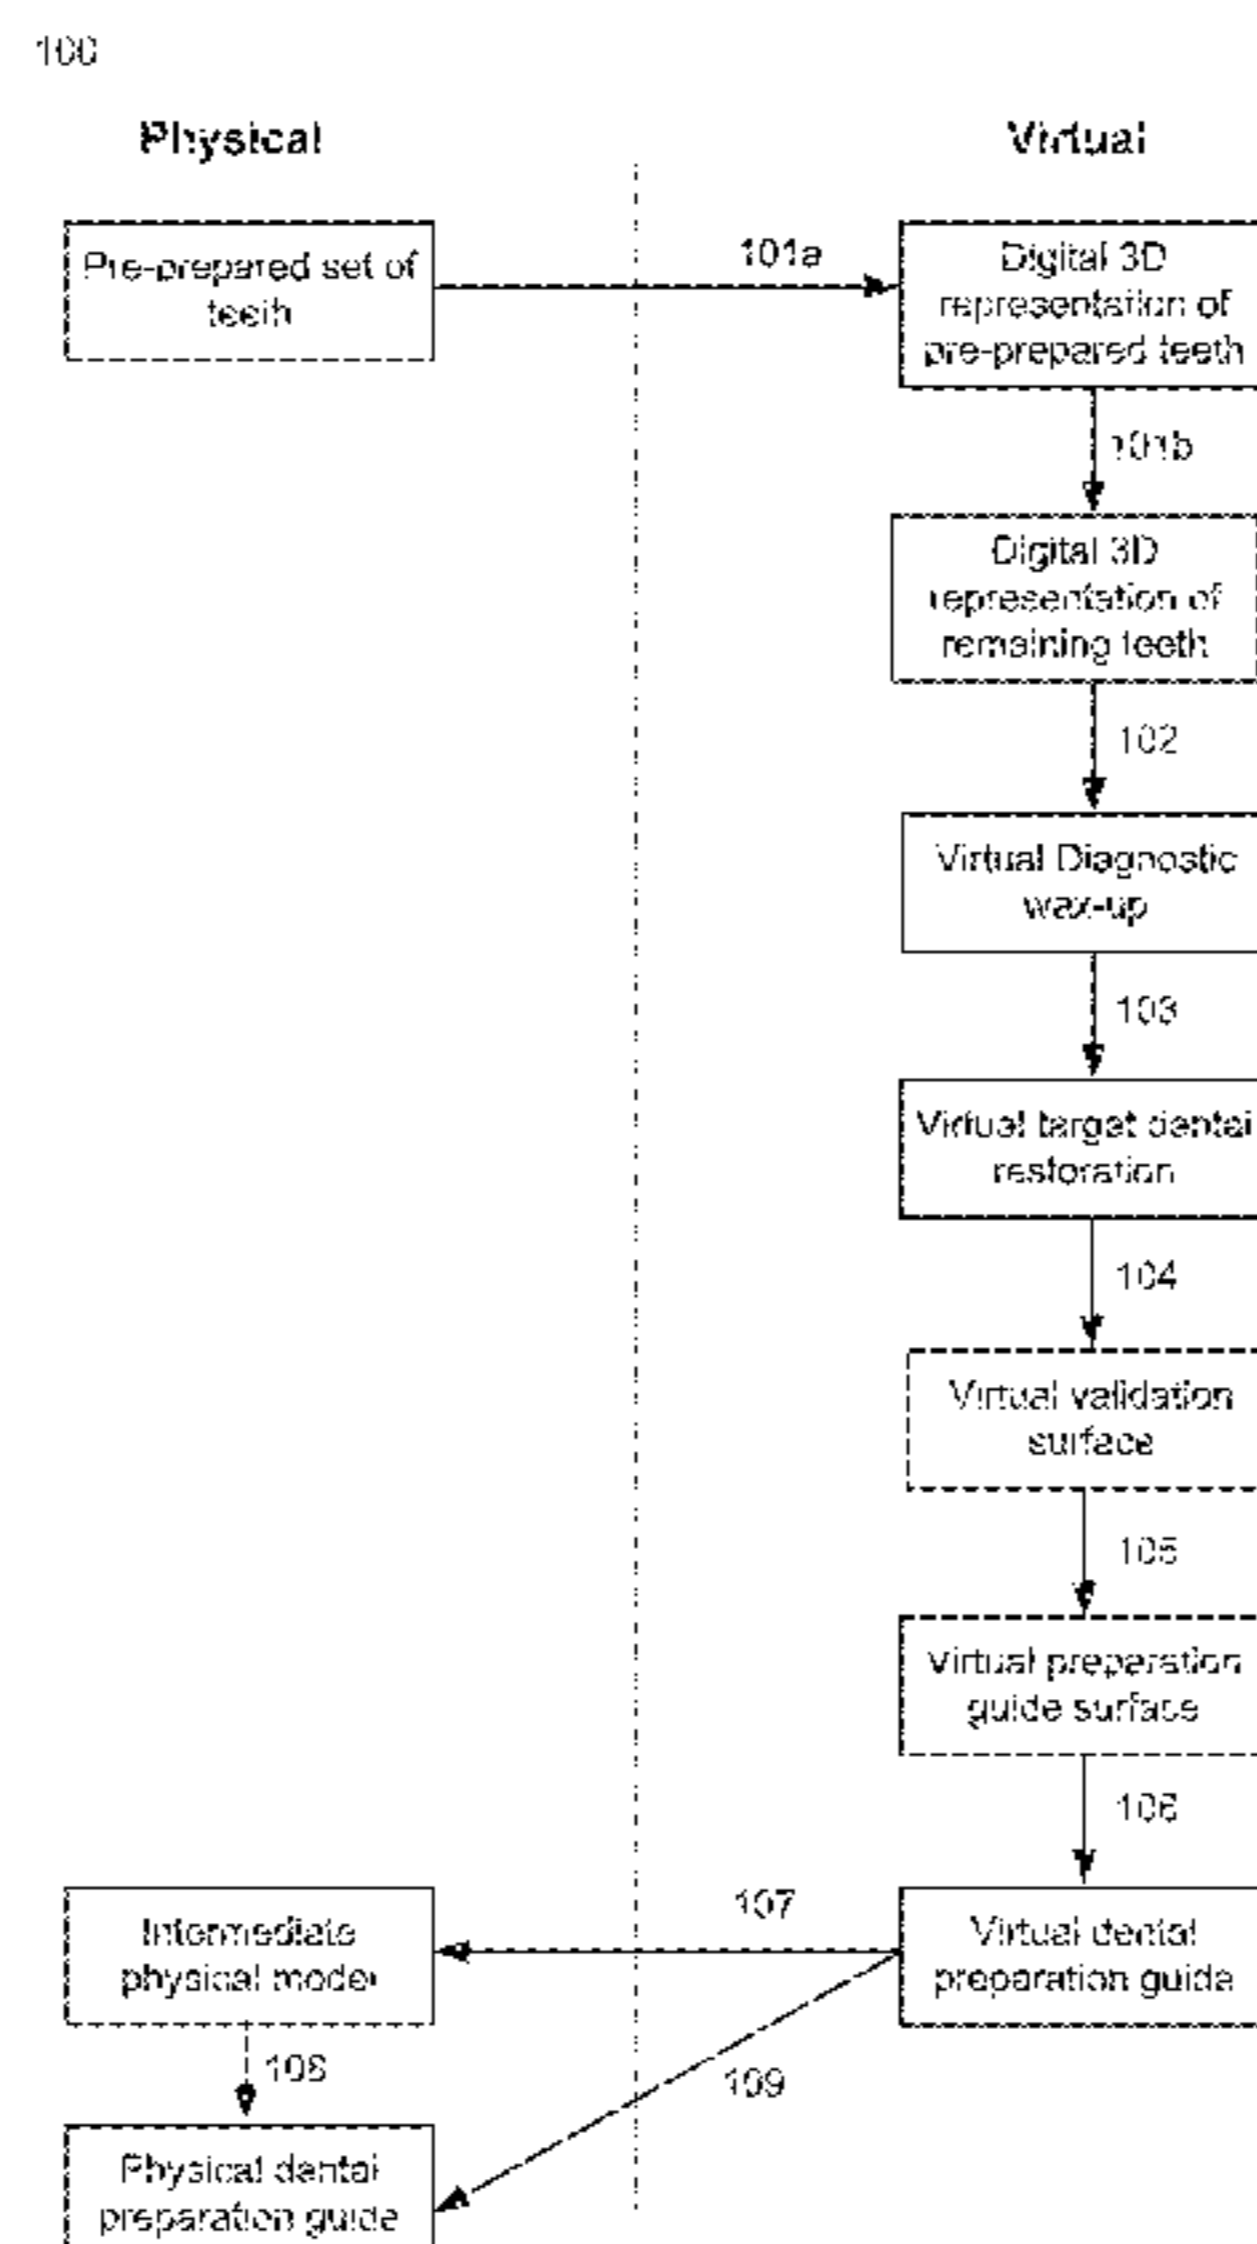 100
Physical
Virtual
Pre-prepared set of
teeth
101a
Digital 3D
representation of
pre-prepared teeth
101b
Digital 3D
representation of
remaining teeth
102
Virtual Diagnostic
wax-up
103
Virtual target dental
restoration
104
Virtual validation
surface
105
Virtual preparation
guide surface
106
Virtual dental
preparation guide
107
Intermediate
physical model
108
109
Physical dental
preparation guide